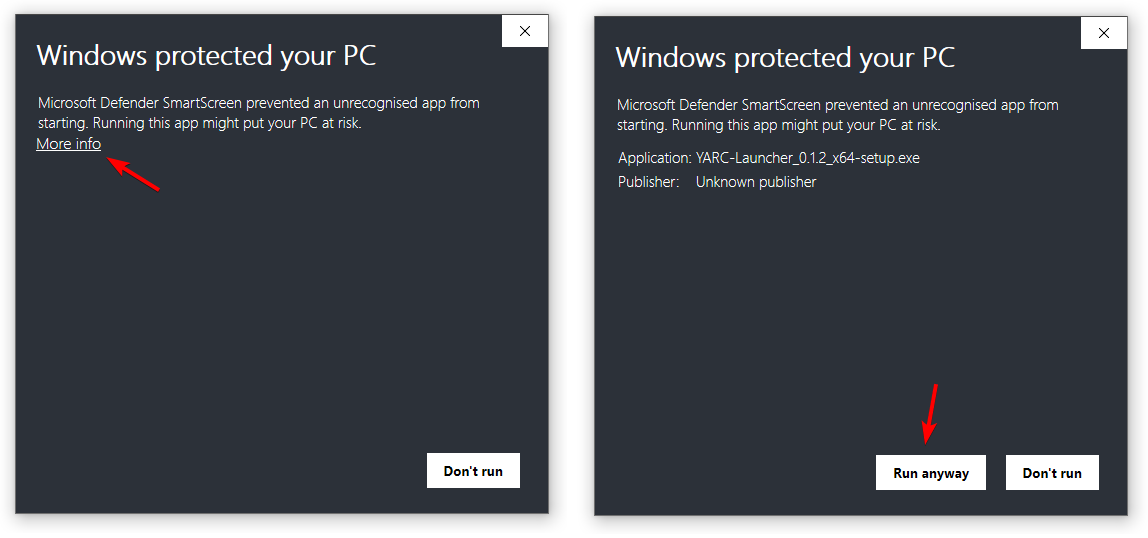 Windows protected your PC
Microsoft Defender SmartScreen prevented an unrecognised app from
starting. Running this app might put your PC at risk.
More info
Don't run
Windows protected your PC
Microsoft Defender SmartScreen prevented an unrecognised app from
starting. Running this app might put your PC at risk.
Application: YARC-Launcher_0.1.2_x64-setup.exe
Publisher: Unknown publisher
Run anyway
Don't run